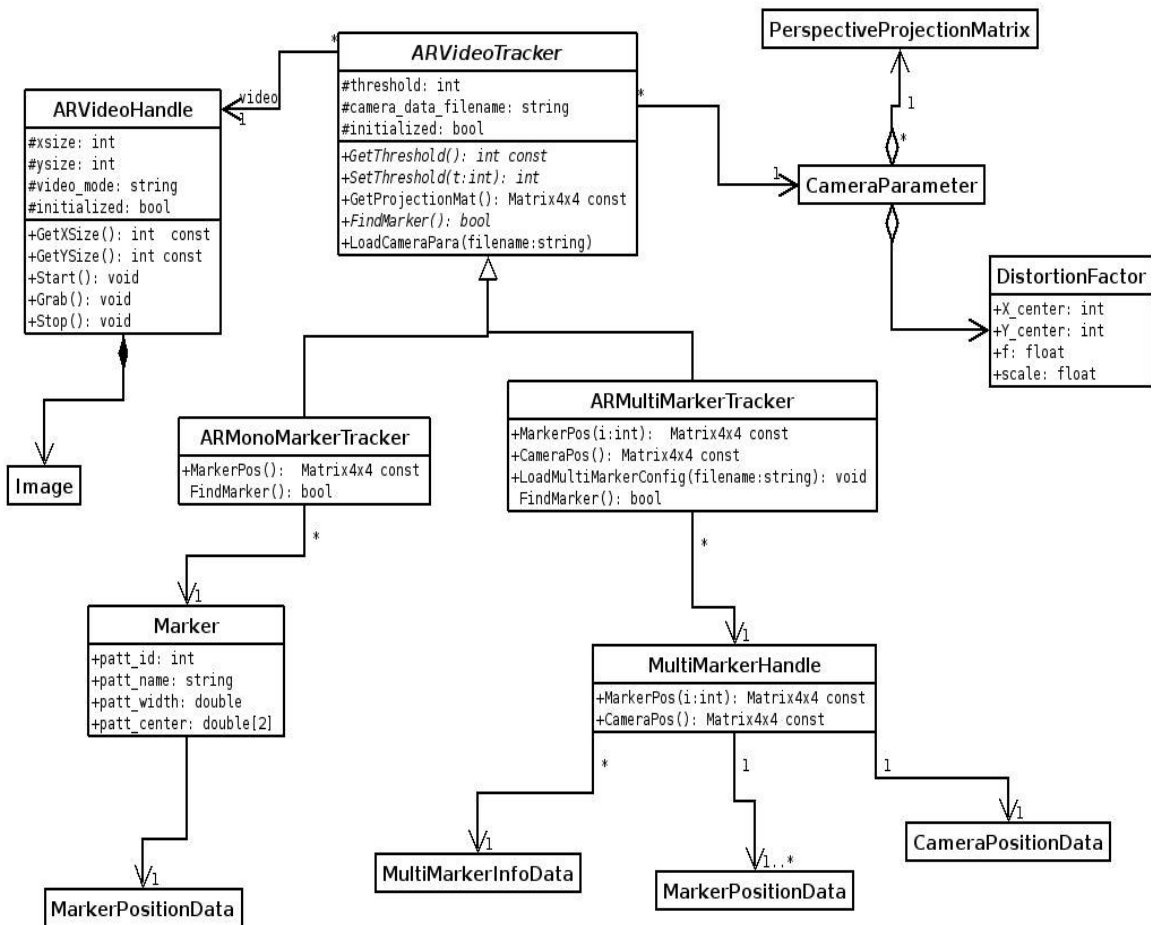 PerspectiveProjectionMatrix
1
*
CameraParameter
ARVideoTracker
#threshold: int
#camera_data_filename: string
#initialized: bool
+GetThreshold(): int const
+SetThreshold(t:int): int
+GetProjectionMat(): Matrix4x4 const
+FindMarker(): bool
+LoadCameraPara(filename:string)
*
video
1
*
1
ARVideoHandle
#xsize: int
#ysize: int
#video_mode: string
#initialized: bool
+GetXSize(): int  const
+GetYSize(): int const
+Start(): void
+Grab(): void
+Stop(): void
DistortionFactor
+X_center: int
+Y_center: int
+f: float
+scale: float
Image
ARMonoMarkerTracker
+MarkerPos():  Matrix4x4 const
FindMarker(): bool
*
1
ARMultiMarkerTracker
+MarkerPos(i:int):  Matrix4x4 const
+CameraPos(): Matrix4x4 const
+LoadMultiMarkerConfig(filename:string): void
FindMarker(): bool
*
1
Marker
+patt_id: int
+patt_name: string
+patt_width: double
+patt_center: double[2]
1
MarkerPositionData
MultiMarkerHandle
+MarkerPos(i:int): Matrix4x4 const
+CameraPos(): Matrix4x4 const
*
1
1
1
1..*
1
MultiMarkerInfoData
MarkerPositionData
CameraPositionData